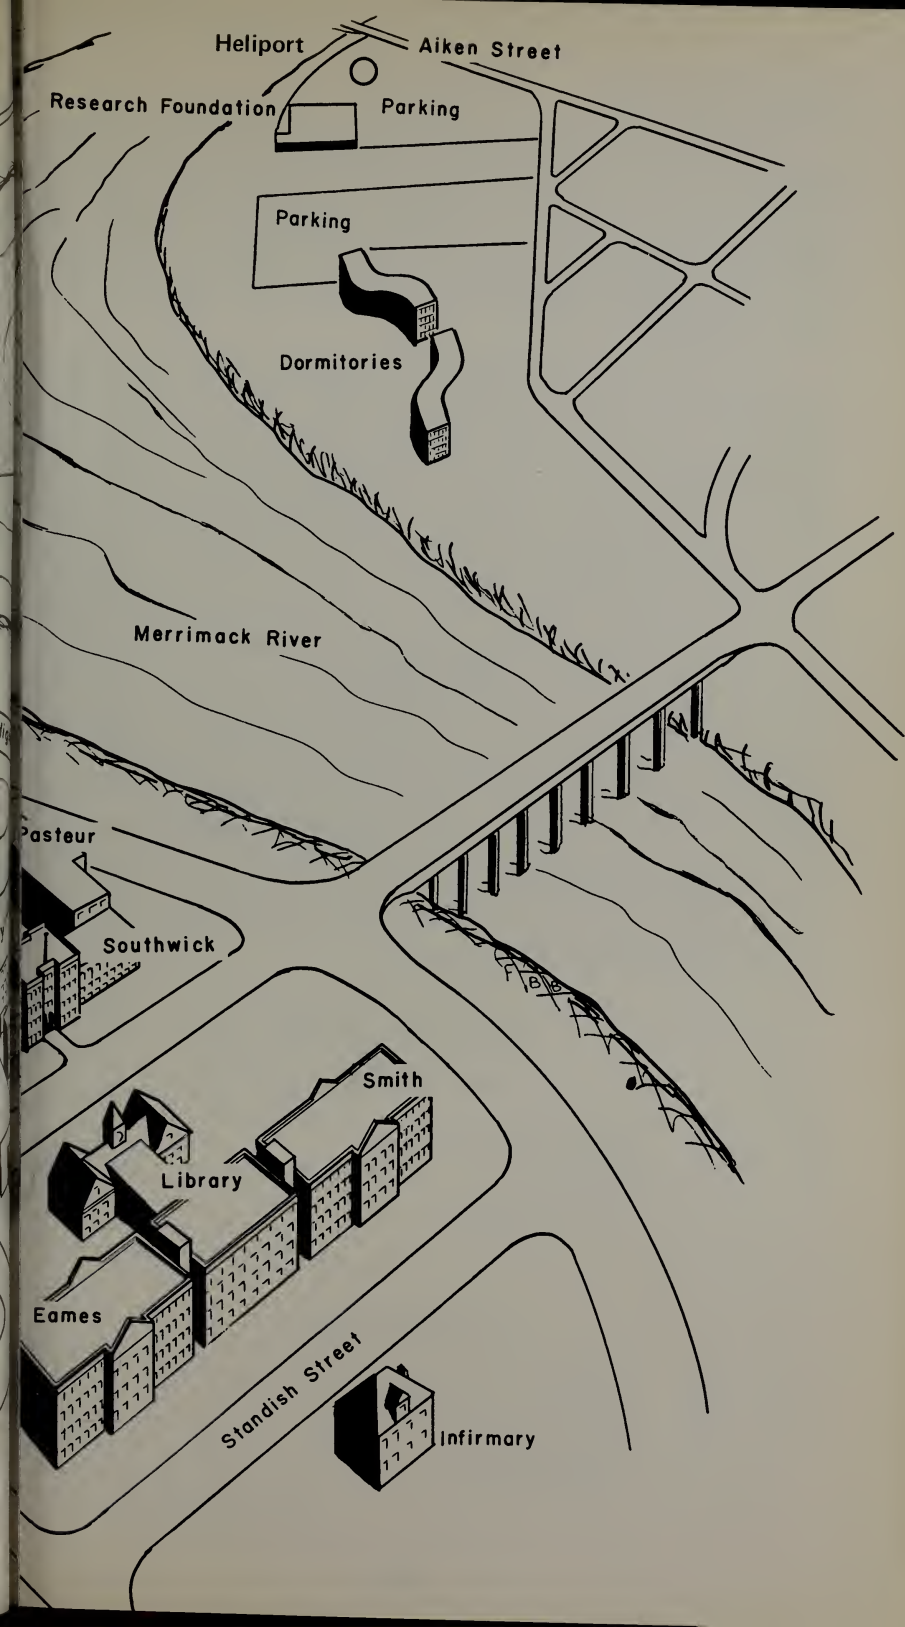 Heliport
Aiken Street
Research Foundation
Parking
Parking
Dormitories
Merrimack River
Pasteur
Southwick
F B B
Smith
Library
Eames
Standish Street
Infirmary